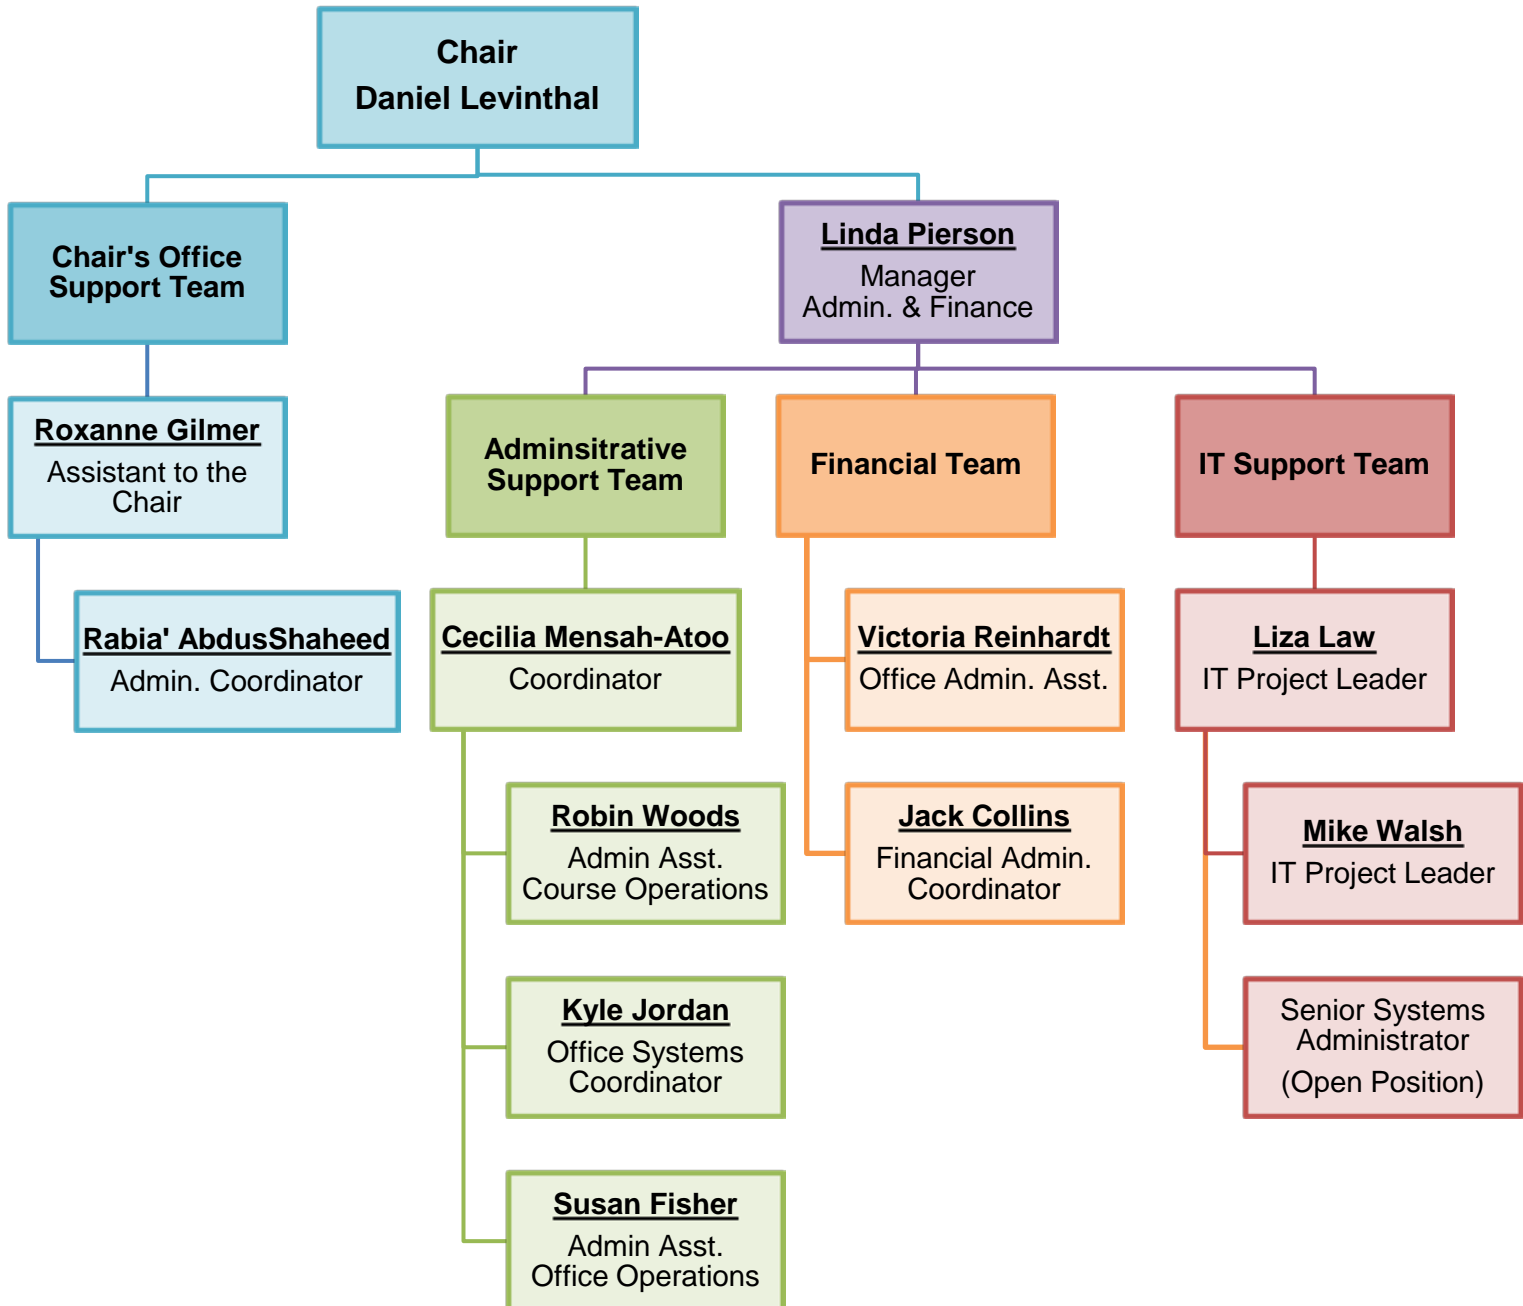 Chair
Daniel Levinthal
Chair's Office
Support Team
Linda Pierson
Manager
Admin. & Finance
Roxanne Gilmer
Assistant to the
Chair
Rabia' AbdusShaheed
Admin. Coordinator
Adminsitrative
Support Team
Cecilia Mensah-Atoo
Coordinator
Robin Woods
Admin Asst.
Course Operations
Kyle Jordan
Office Systems
Coordinator
Susan Fisher
Admin Asst.
Office Operations
Financial Team
Victoria Reinhardt
Office Admin. Asst.
Jack Collins
Financial Admin.
Coordinator
IT Support Team
Liza Law
IT Project Leader
Mike Walsh
IT Project Leader
Senior Systems
Administrator
(Open Position)